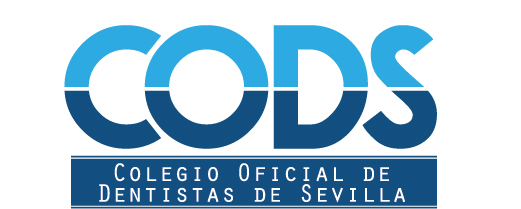 CODS
COLEGIO OFICIAL DE
DENTISTAS DE SEVILLA